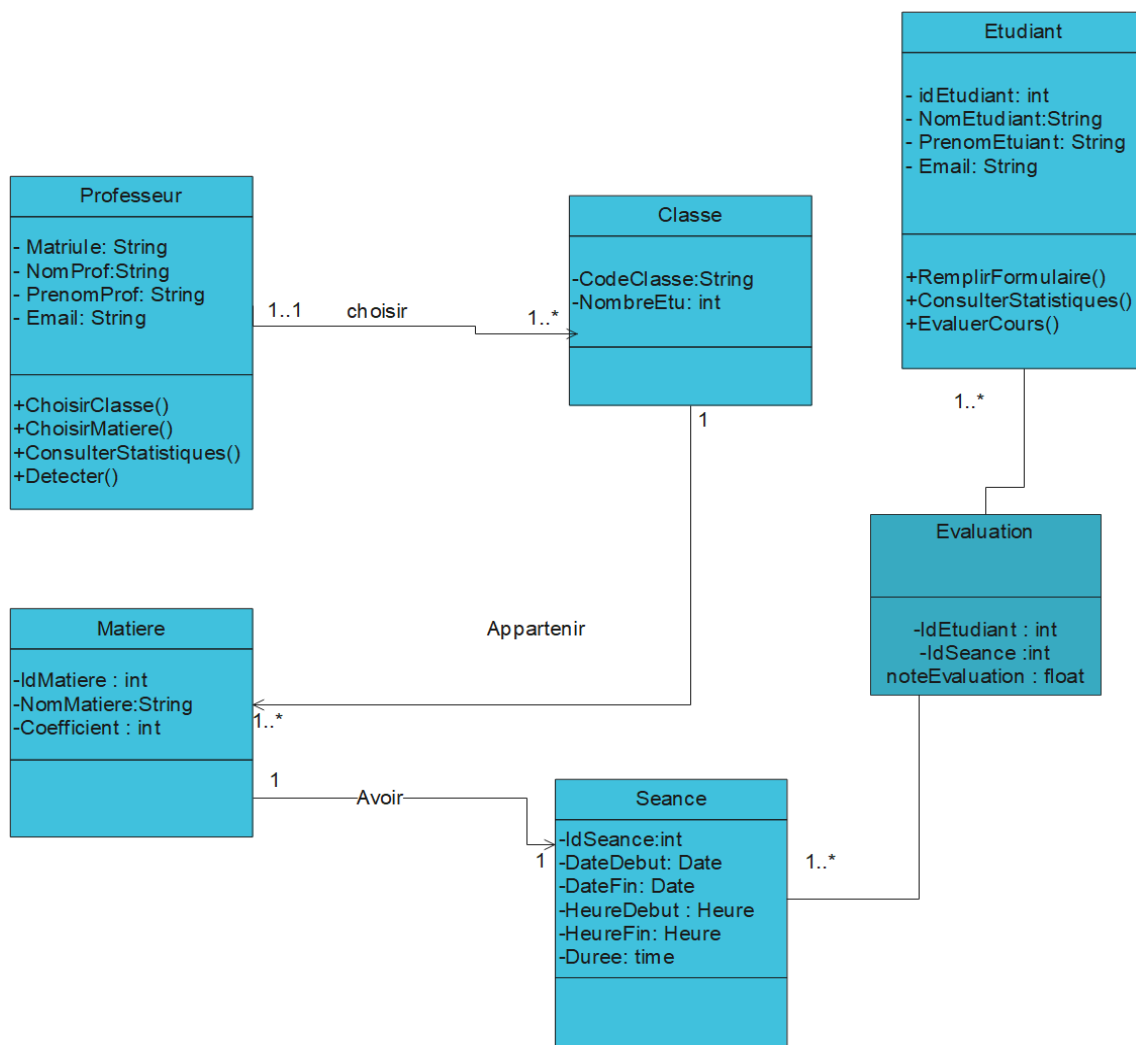 Etudiant
- idEtudiant: int
- NomEtudiant:String
- PrenomEtuiant: String
- Email: String
+RemplirFormulaire()
+ConsulterStatistiques()
+EvaluerCours()
1..*
Professeur
- Matriule: String
- NomProf:String
- PrenomProf: String
- Email: String
+ChoisirClasse()
+ChoisirMatiere()
+ConsulterStatistiques()
+Detecter()
1..1
choisir
1..*
Classe
-CodeClasse:String
-NombreEtu: int
1
Appartenir
1..*
Evaluation
-IdEtudiant : int
-IdSeance :int
noteEvaluation : float
Matiere
-IdMatiere : int
-NomMatiere:String
-Coefficient : int
1
Avoir
1
Seance
-IdSeance:int
-DateDebut: Date
-DateFin: Date
-HeureDebut : Heure
-HeureFin: Heure
-Duree: time
1..*